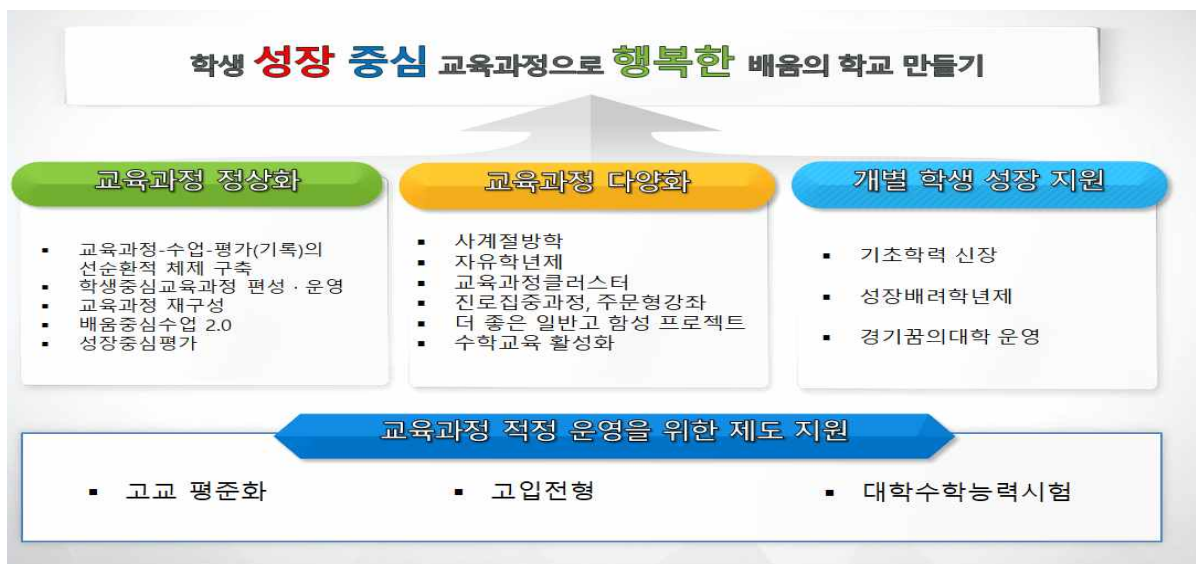 학생 성장 중심 교육과정으로 행복한 배움의 학교 만들기
교육과정 정상화
▪ 교육과정-수업-평가(기록)의
선순환적 체제 구축
▪ 학생중심교육과정 편성 · 운영
▪ 교육과정 재구성
▪ 배움중심수업 2.0
▪ 성장중심평가
교육과정 다양화
▪ 사계절방학
▪ 자유학년제
▪ 교육과정클러스터
▪ 진로집중과정, 주문형강좌
▪ 더 좋은 일반고 함성 프로젝트
▪ 수학교육 활성화
개별 학생 성장 지원
▪ 기초학력 신장
▪ 성장배려학년제
▪ 경기꿈의대학 운영
교육과정 적정 운영을 위한 제도 지원
▪ 고교 평준화
▪ 고입전형
▪ 대학수학능력시험